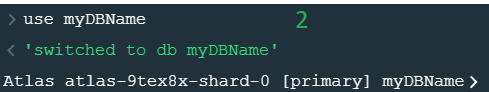 > use myDBName 2
< 'switched to db myDBName'
Atlas atlas-9tex8x-shard-0 [primary] myDBName>